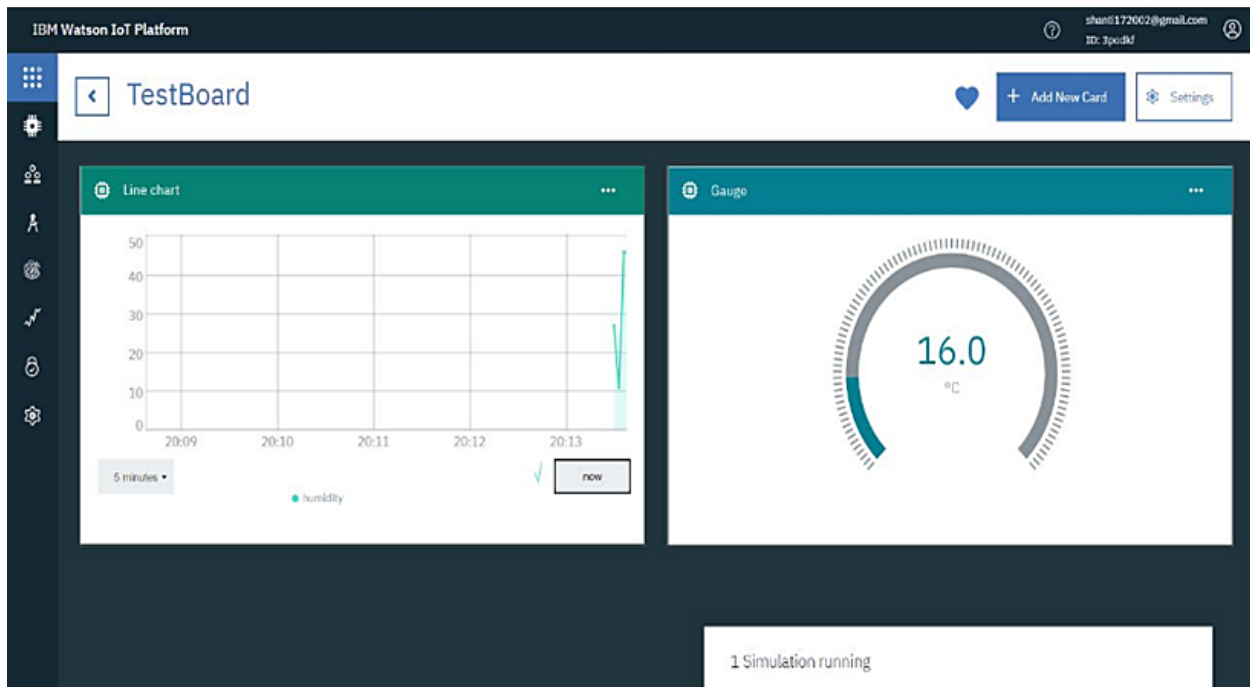 IBM Watson IoT Platform
shanti172002@gmail.com
ID: 3podkf
TestBoard
+ Add New Card
Settings
Line chart
50
40
30
20
10
0
20:09 20:10 20:11 20:12 20:13
5 minutes
now
humidity
Gauge
16.0
°C
1 Simulation running